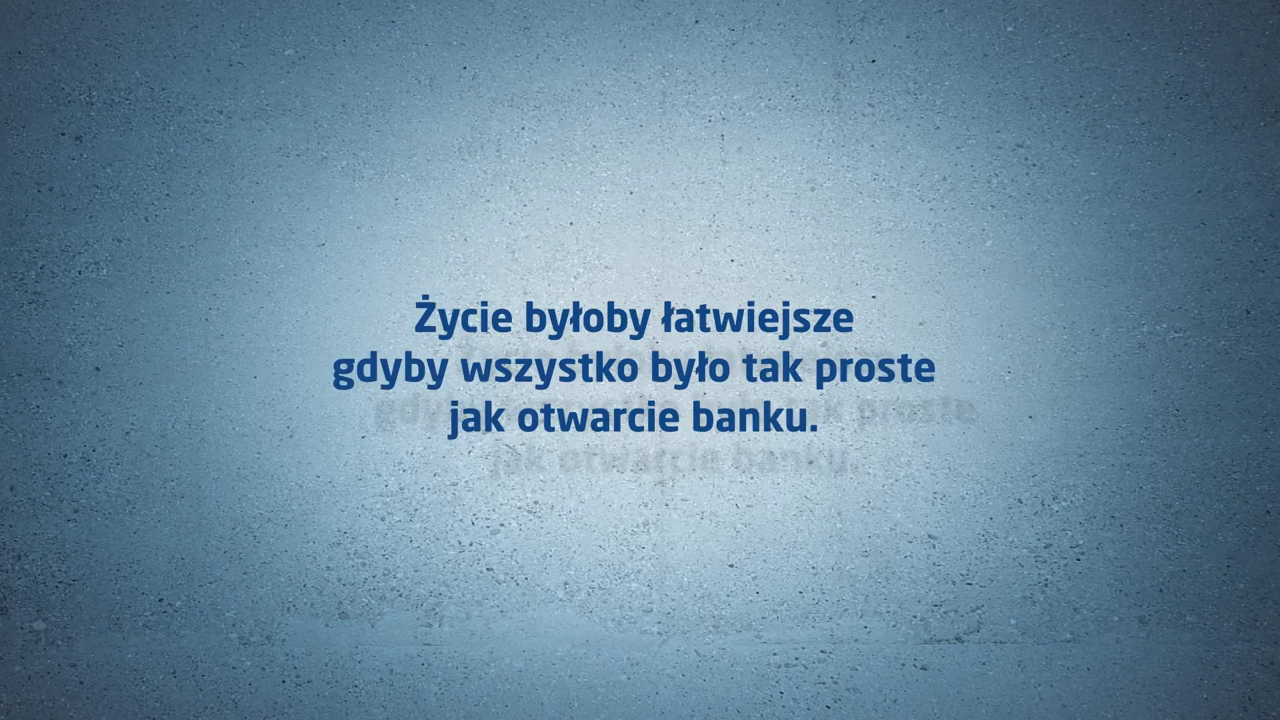 Życie byłoby łatwiejsze
gdyby wszystko było tak proste
jak otwarcie banku.